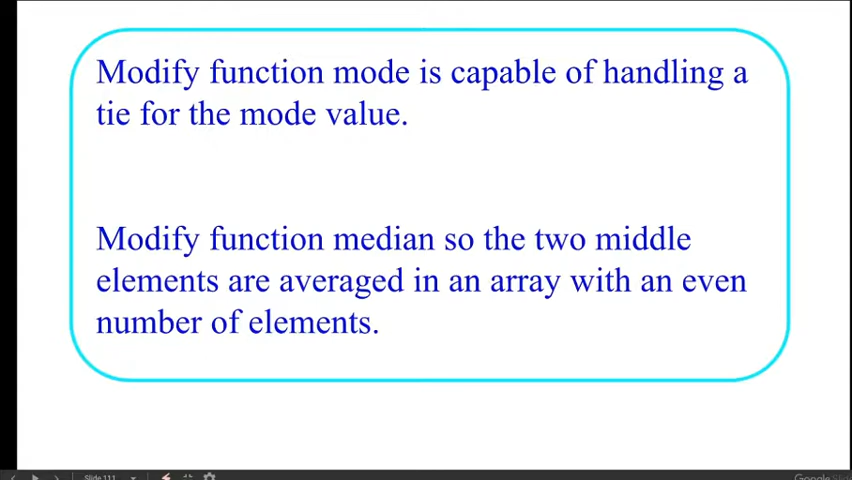 Modify function mode is capable of handling a
tie for the mode value.
Modify function median so the two middle
elements are averaged in an array with an even
number of elements.
Slide 111